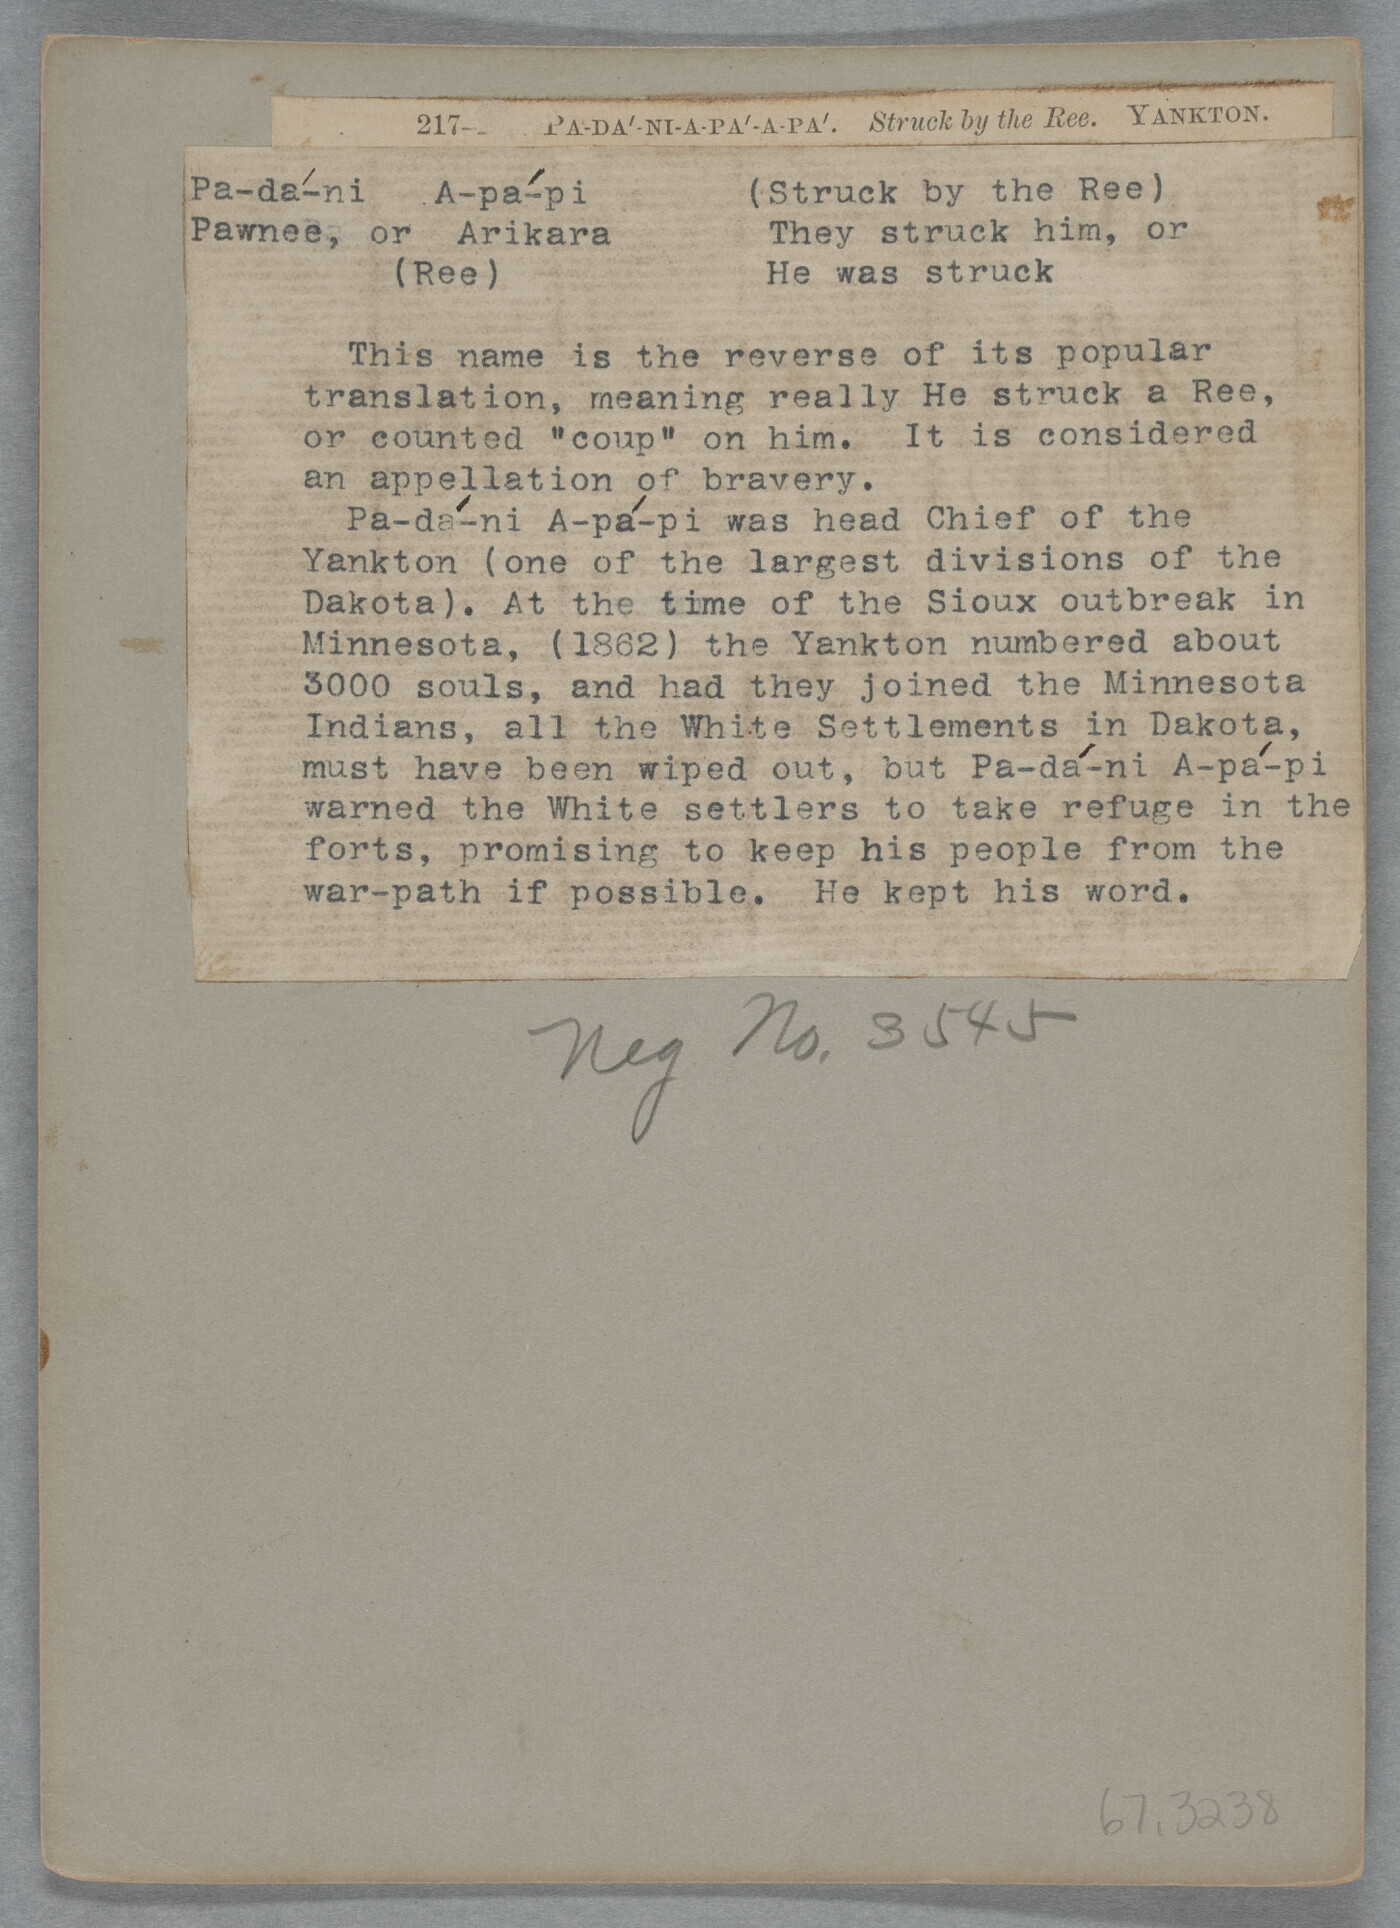 217- PA-DA′-NI-A-PA′-A-PA′. Struck by the Ree. YANKTON.
Pa-dá-ni A-pá-pi (Struck by the Ree)
Pawnee, or Arikara They struck him, or
(Ree) He was struck
This name is the reverse of its popular
translation, meaning really He struck a Ree,
or counted "coup" on him. It is considered
an appellation of bravery.
Pa-dá-ni A-pá-pi was head Chief of the
Yankton (one of the largest divisions of the
Dakota). At the time of the Sioux outbreak in
Minnesota, (1862) the Yankton numbered about
3000 souls, and had they joined the Minnesota
Indians, all the White Settlements in Dakota,
must have been wiped out, but Pa-dá-ni A-pá-pi
warned the White settlers to take refuge in the
forts, promising to keep his people from the
war-path if possible. He kept his word.
Neg No. 3545
67.3238